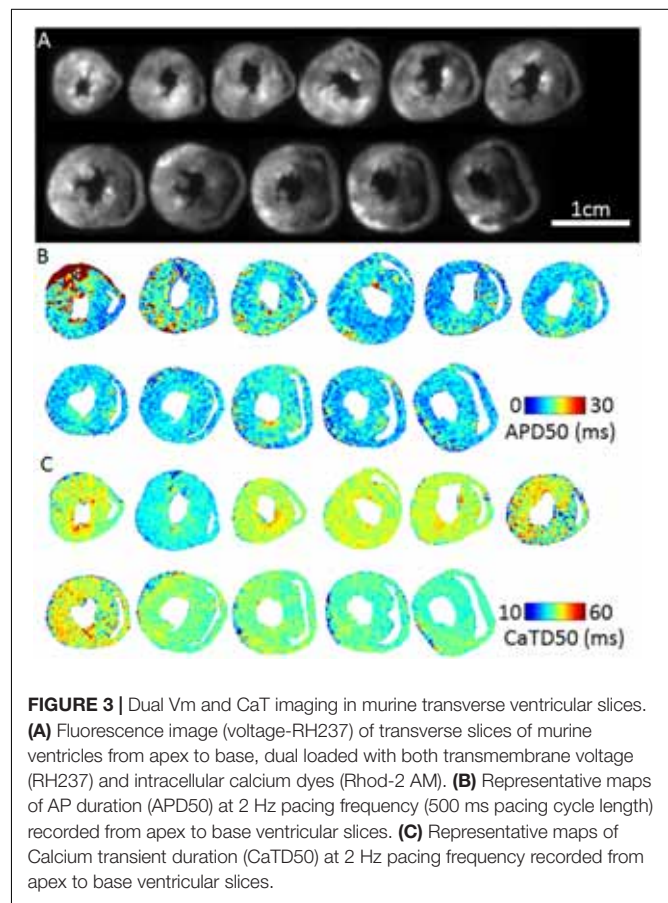 A
1cm
B
0 30
APD50 (ms)
C
10 60
CaTD50 (ms)
FIGURE 3 | Dual Vm and CaT imaging in murine transverse ventricular slices.
(A) Fluorescence image (voltage-RH237) of transverse slices of murine
ventricles from apex to base, dual loaded with both transmembrane voltage
(RH237) and intracellular calcium dyes (Rhod-2 AM). (B) Representative maps
of AP duration (APD50) at 2 Hz pacing frequency (500 ms pacing cycle length)
recorded from apex to base ventricular slices. (C) Representative maps of
Calcium transient duration (CaTD50) at 2 Hz pacing frequency recorded from
apex to base ventricular slices.